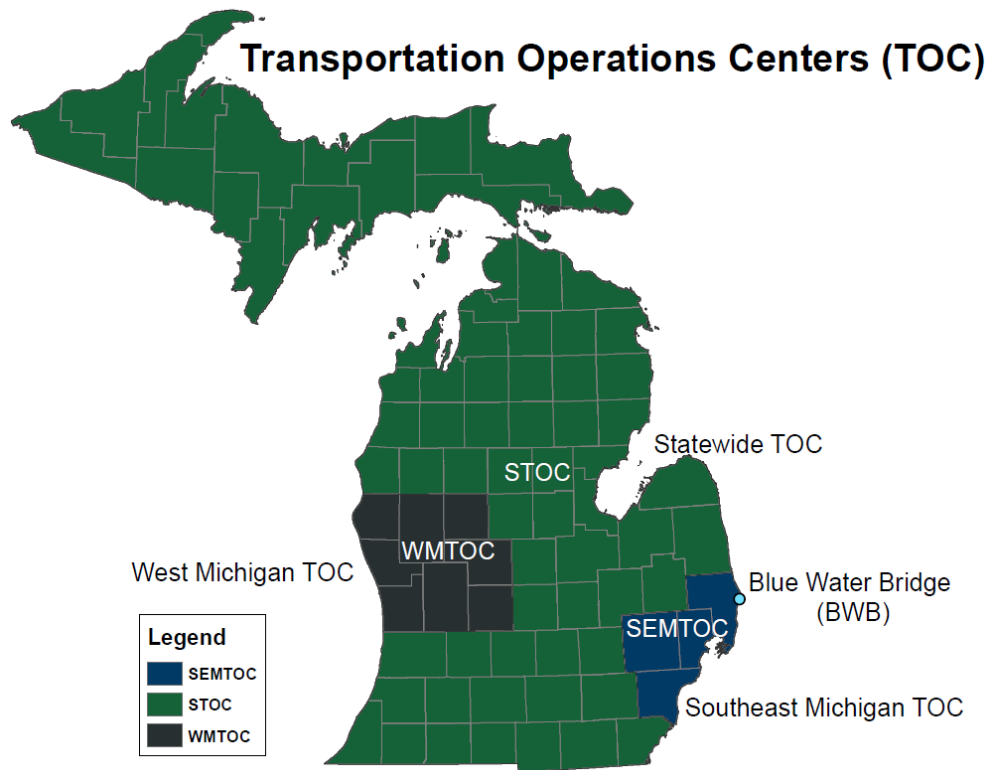 Transportation Operations Centers (TOC)
Statewide TOC
STOC
WMTOC
West Michigan TOC
Blue Water Bridge
(BWB)
SEMTOC
Southeast Michigan TOC
Legend
SEMTOC
STOC
WMTOC